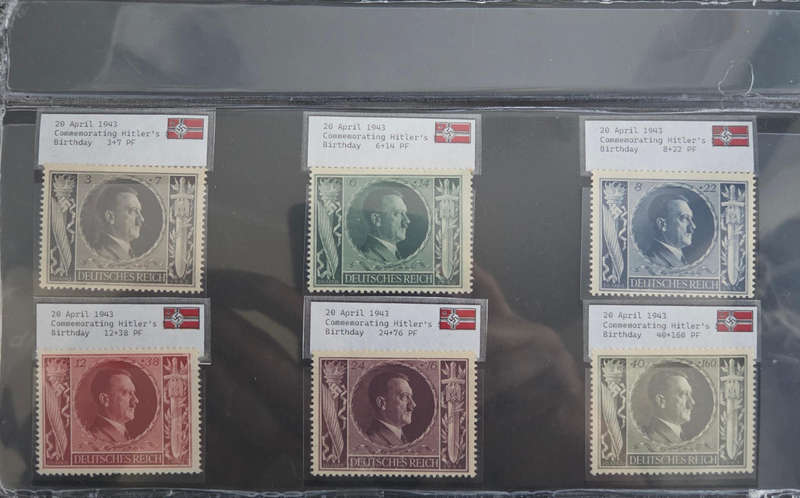 20 April 1943
Commemorating Hitler's
Birthday 3+7 PF
3 7
DEUTSCHES REICH
20 April 1943
Commemorating Hitler's
Birthday 6+14 PF
6 14
DEUTSCHES REICH
20 April 1943
Commemorating Hitler's
Birthday 8+22 PF
8 22
DEUTSCHES REICH
20 April 1943
Commemorating Hitler's
Birthday 12+38 PF
12 38
DEUTSCHES REICH
20 April 1943
Commemorating Hitler's
Birthday 24+76 PF
24 76
DEUTSCHES REICH
20 April 1943
Commemorating Hitler's
Birthday 40+160 PF
40 160
DEUTSCHES REICH